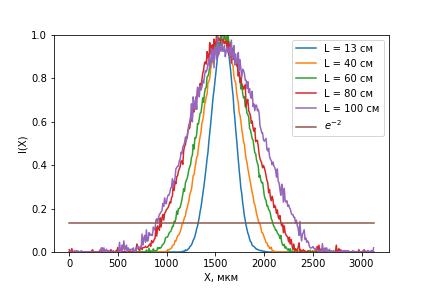 1.0
0.8
0.6
0.4
0.2
0.0
I(X)
0 500 1000 1500 2000 2500 3000
X, мкм
L = 13 см
L = 40 см
L = 60 см
L = 80 см
L = 100 см
e⁻²